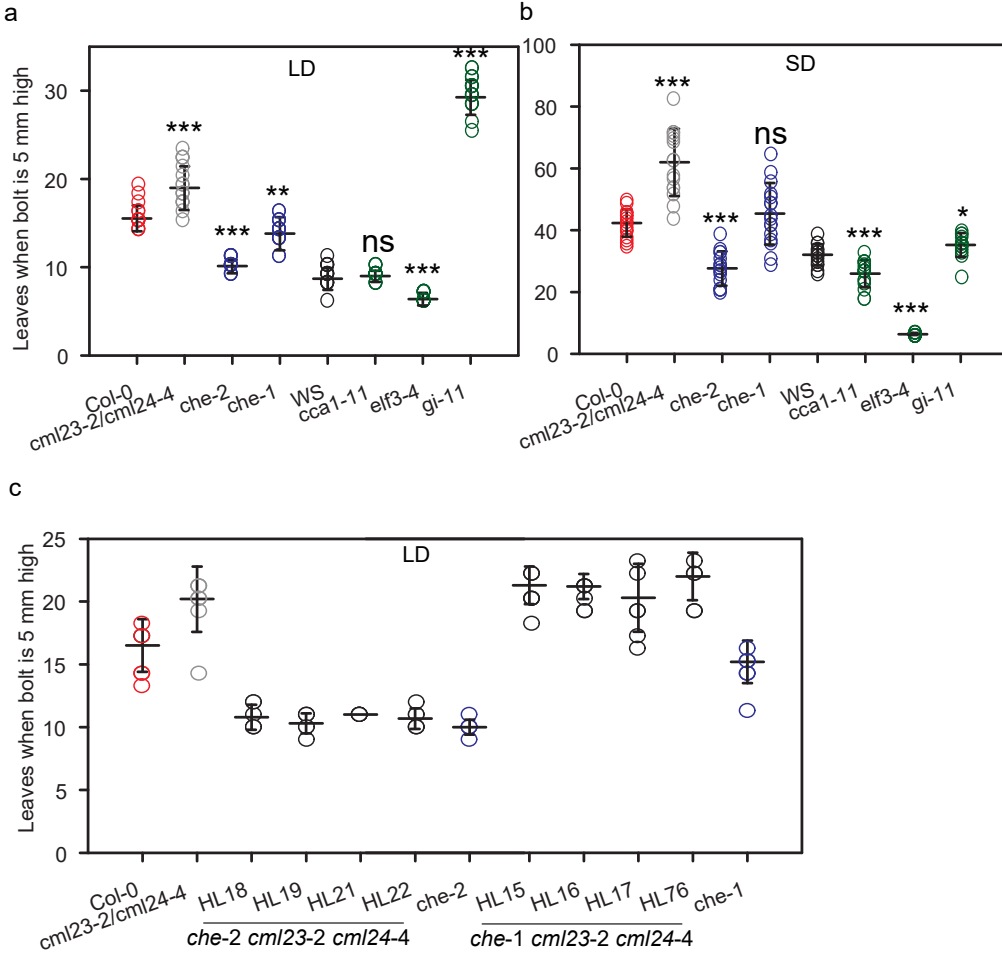 a
Leaves when bolt is 5 mm high
LD
30
20
10
0
***
***
**
ns
***
***
Col-0
cml23-2/cml24-4
che-2
che-1
WS
cca1-11
elf3-4
gi-11
b
SD
100
80
60
40
20
0
***
***
ns
***
***
*
Col-0
cml23-2/cml24-4
che-2
che-1
WS
cca1-11
elf3-4
gi-11
c
Leaves when bolt is 5 mm high
LD
25
20
15
10
5
0
Col-0
cml23-2/cml24-4
HL18
HL19
HL21
HL22
che-2
HL15
HL16
HL17
HL76
che-1
che-2 cml23-2 cml24-4
che-1 cml23-2 cml24-4